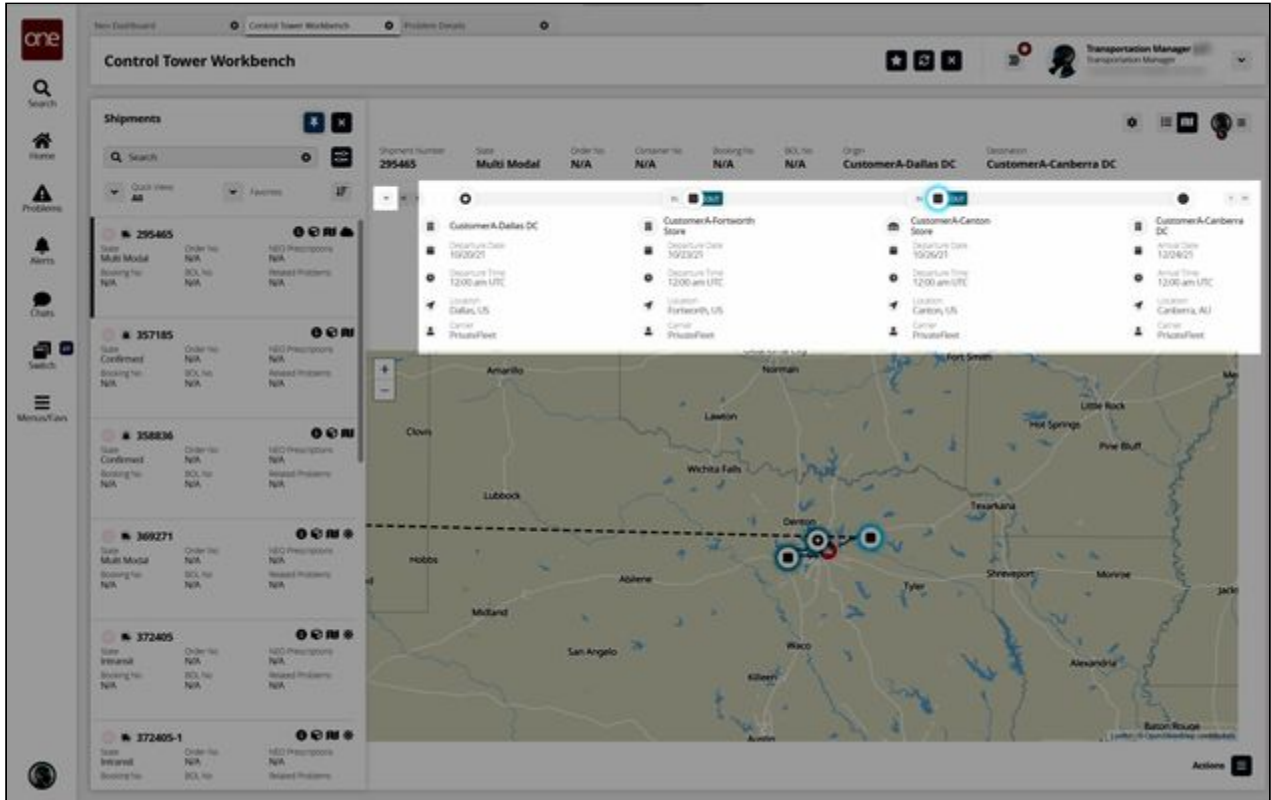 one
Search
Home
Problems
Alerts
Chats
Switch
Menus/Favs
New Dashboard
Control Tower Workbench
Problem Details
Control Tower Workbench
Transportation Manager
Transportation Manager
Shipments
Search
Quick Views
All
Favorites
295465
State Order No NEO Prescriptions
Multi Modal N/A N/A
Booking No BOL No Related Problems
N/A N/A N/A
357185
State Order No NEO Prescriptions
Confirmed N/A N/A
Booking No BOL No Related Problems
N/A N/A N/A
358836
State Order No NEO Prescriptions
Confirmed N/A N/A
Booking No BOL No Related Problems
N/A N/A N/A
369271
State Order No NEO Prescriptions
Multi Modal N/A N/A
Booking No BOL No Related Problems
N/A N/A N/A
372405
State Order No NEO Prescriptions
Intransit N/A N/A
Booking No BOL No Related Problems
N/A N/A N/A
372405-1
State Order No NEO Prescriptions
Intransit N/A N/A
Booking No BOL No Related Problems
Shipment Number State Order No Container No Booking No BOL No Origin Destination
295465 Multi Modal N/A N/A N/A N/A CustomerA-Dallas DC CustomerA-Canberra DC
IN OUT IN OUT
CustomerA-Dallas DC
Departure Date
10/20/21
Departure Time
12:00 am UTC
Location
Dallas, US
Carrier
PrivateFleet
CustomerA-Fortworth
Store
Departure Date
10/23/21
Departure Time
12:00 am UTC
Location
Fortworth, US
Carrier
PrivateFleet
CustomerA-Canton
Store
Departure Date
10/26/21
Departure Time
12:00 am UTC
Location
Canton, US
Carrier
PrivateFleet
CustomerA-Canberra
DC
Arrival Date
12/24/21
Arrival Time
12:00 am UTC
Location
Canberra, AU
Carrier
PrivateFleet
+
−
Amarillo
Norman
Fort Smith
Clovis
Lawton
Little Rock
Hot Springs
Pine Bluff
Wichita Falls
Lubbock
Texarkana
Denton
Hobbs
Abilene
Tyler
Shreveport
Monroe
Midland
San Angelo
Waco
Killeen
Alexandria
Austin
Baton Rouge
Leaflet | © OpenStreetMap contributors
Actions